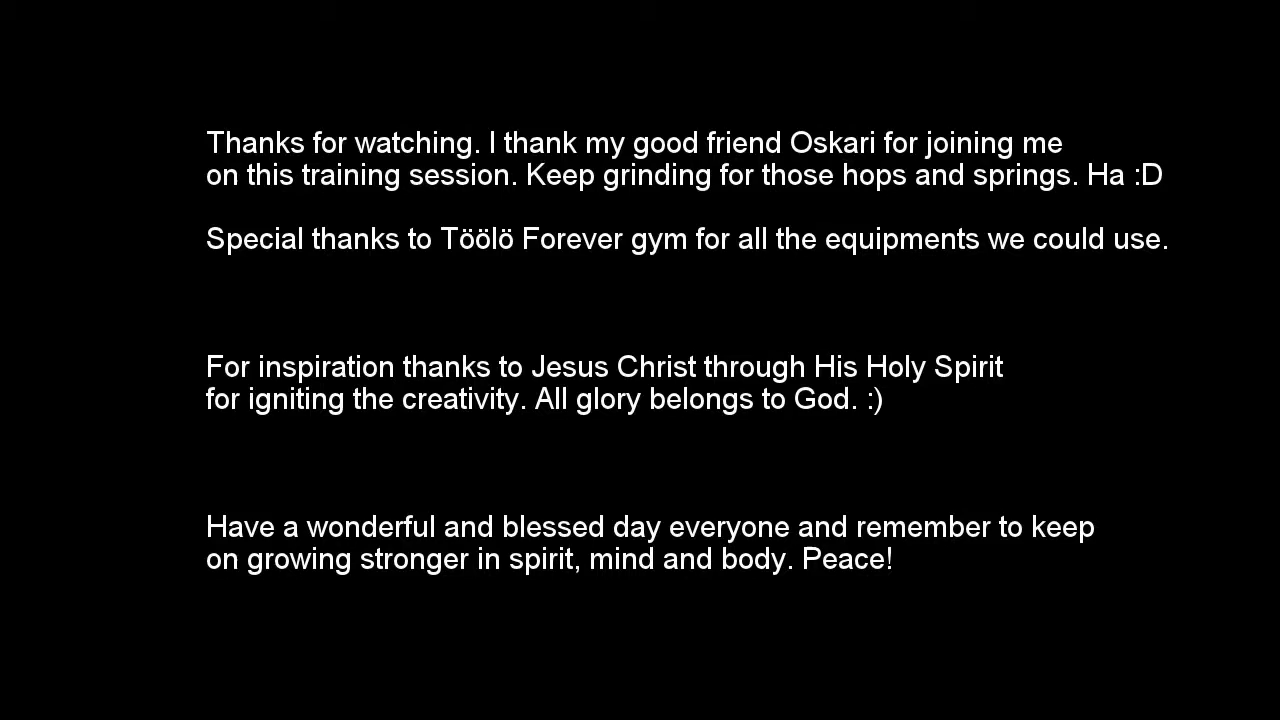 Thanks for watching. I thank my good friend Oskari for joining me
on this training session. Keep grinding for those hops and springs. Ha :D
Special thanks to Töölö Forever gym for all the equipments we could use.
For inspiration thanks to Jesus Christ through His Holy Spirit
for igniting the creativity. All glory belongs to God. :)
Have a wonderful and blessed day everyone and remember to keep
on growing stronger in spirit, mind and body. Peace!